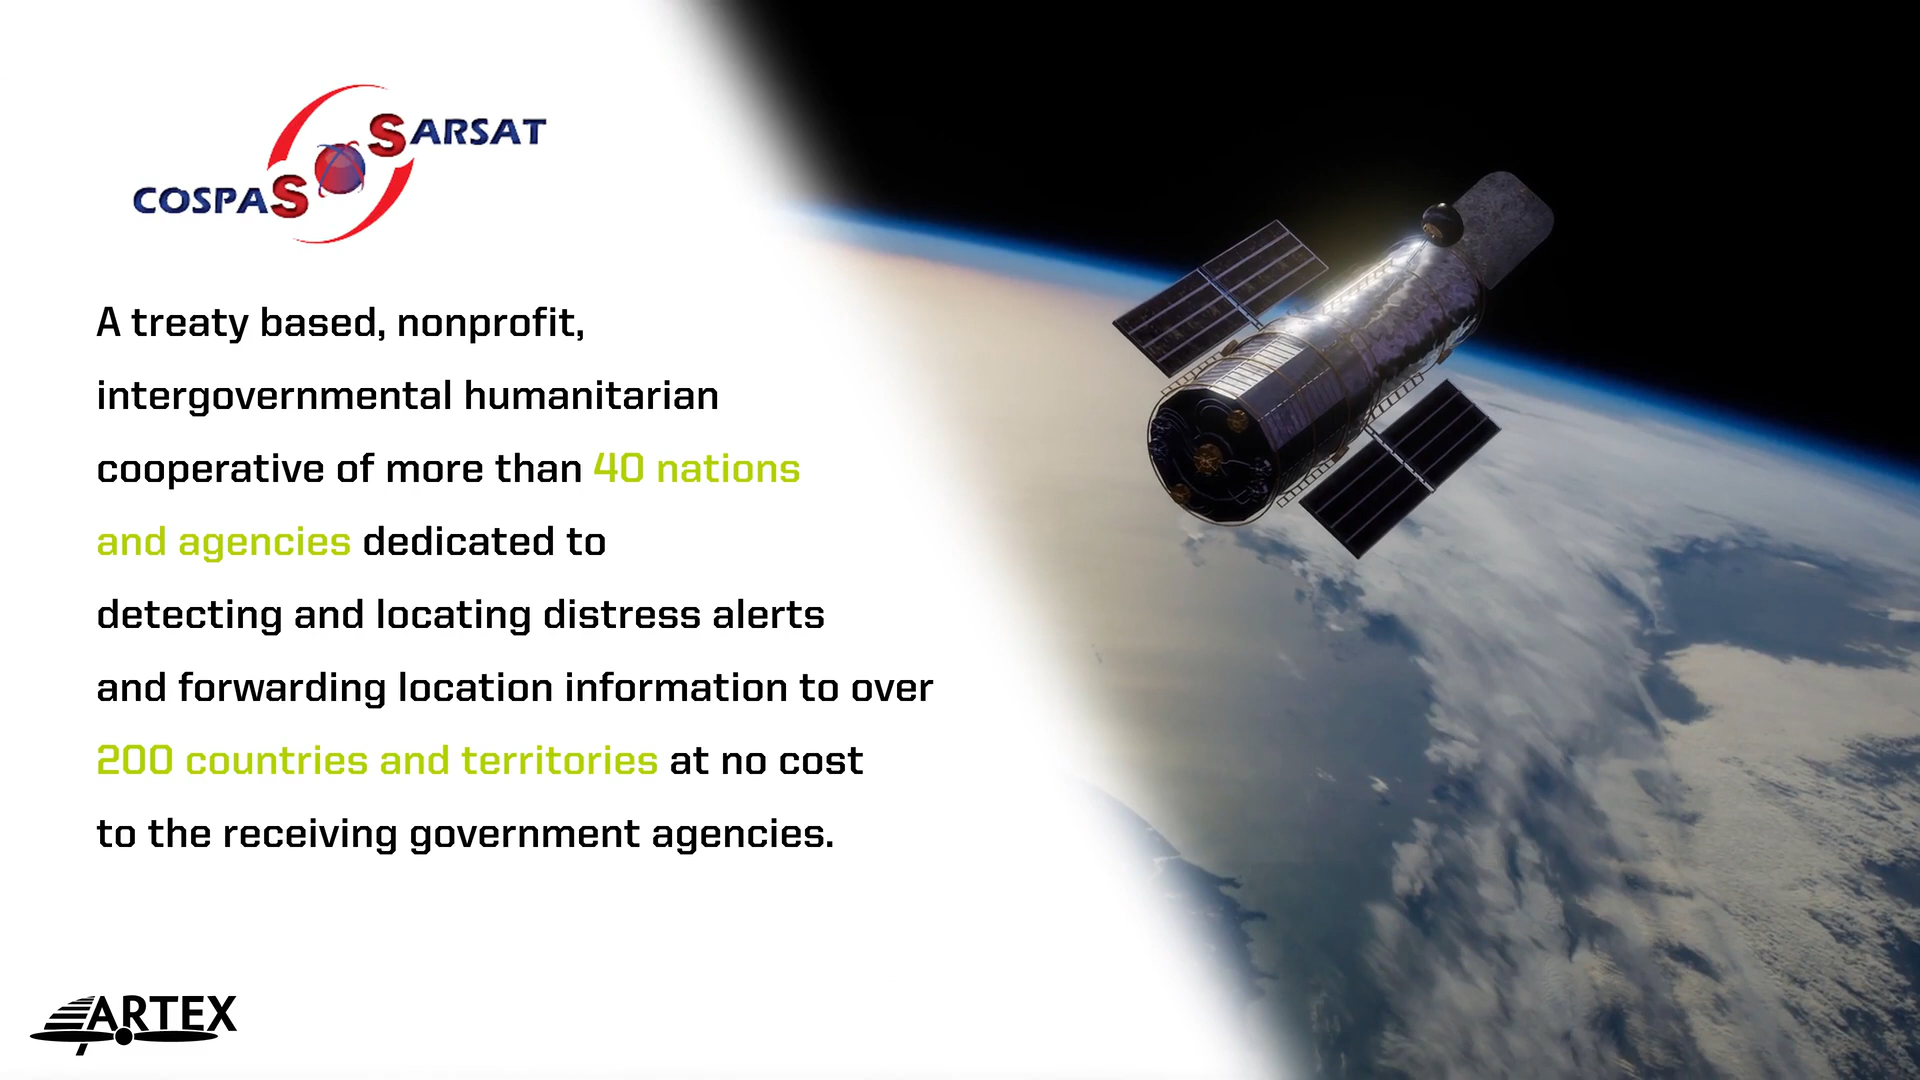 COSPAS SARSAT
A treaty based, nonprofit,
intergovernmental humanitarian
cooperative of more than 40 nations
and agencies dedicated to
detecting and locating distress alerts
and forwarding location information to over
200 countries and territories at no cost
to the receiving government agencies.
ARTEX